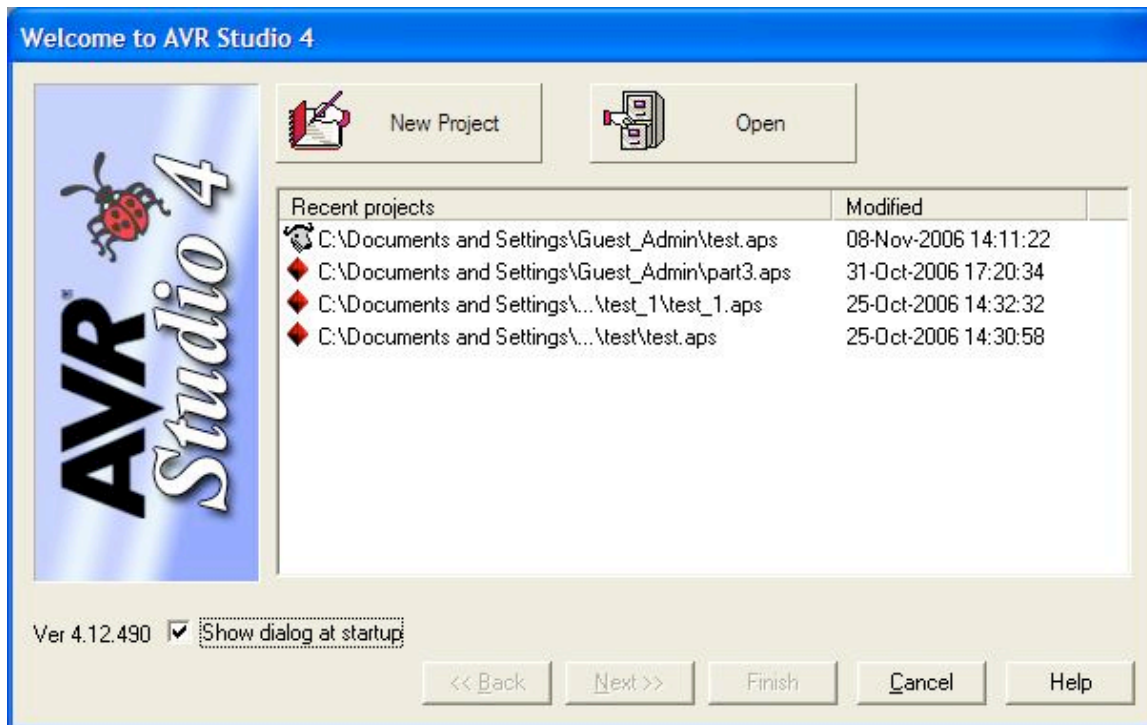 Welcome to AVR Studio 4
New Project
Open
AVR
Studio 4
Recent projects Modified
C:\Documents and Settings\Guest_Admin\test.aps 08-Nov-2006 14:11:22
C:\Documents and Settings\Guest_Admin\part3.aps 31-Oct-2006 17:20:34
C:\Documents and Settings\...\test_1\test_1.aps 25-Oct-2006 14:32:32
C:\Documents and Settings\...\test\test.aps 25-Oct-2006 14:30:58
Ver 4.12.490 Show dialog at startup
<< Back Next >> Finish Cancel Help